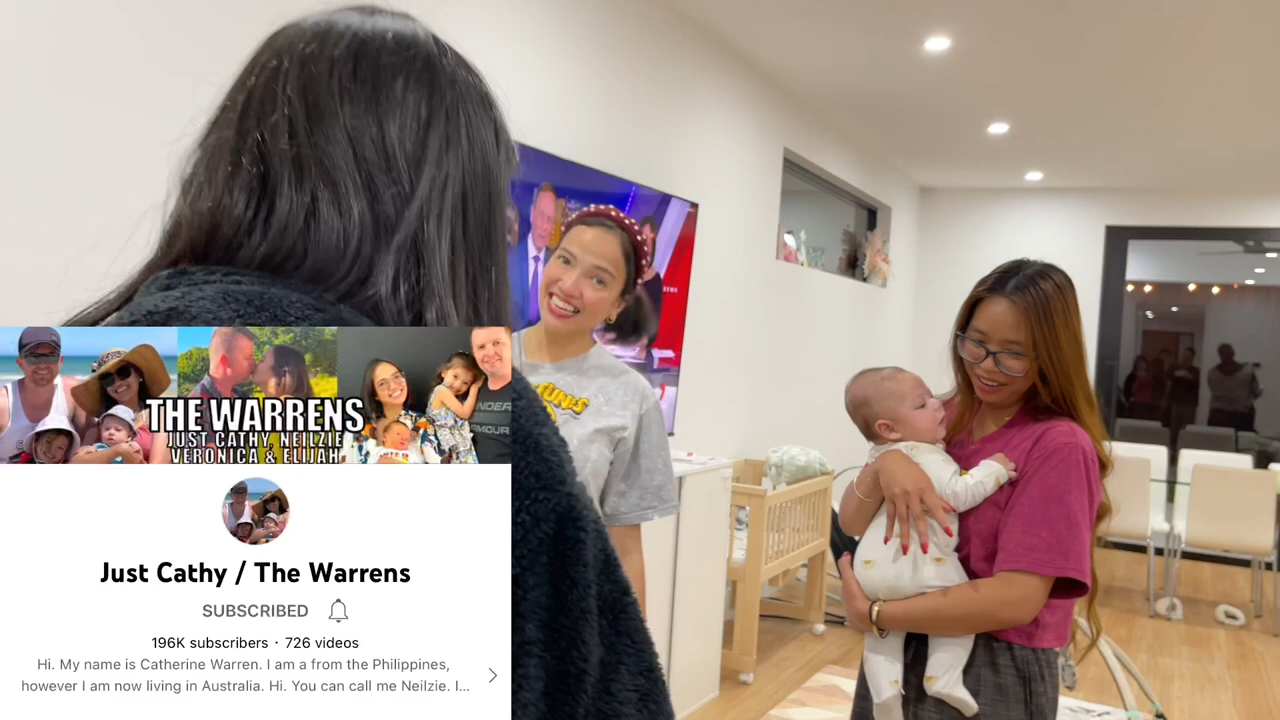 THE WARRENS
JUST CATHY, NEILZIE
VERONICA & ELIJAH
Just Cathy / The Warrens
SUBSCRIBED
196K subscribers · 726 videos
Hi. My name is Catherine Warren. I am a from the Philippines,
however I am now living in Australia. Hi. You can call me Neilzie. I...